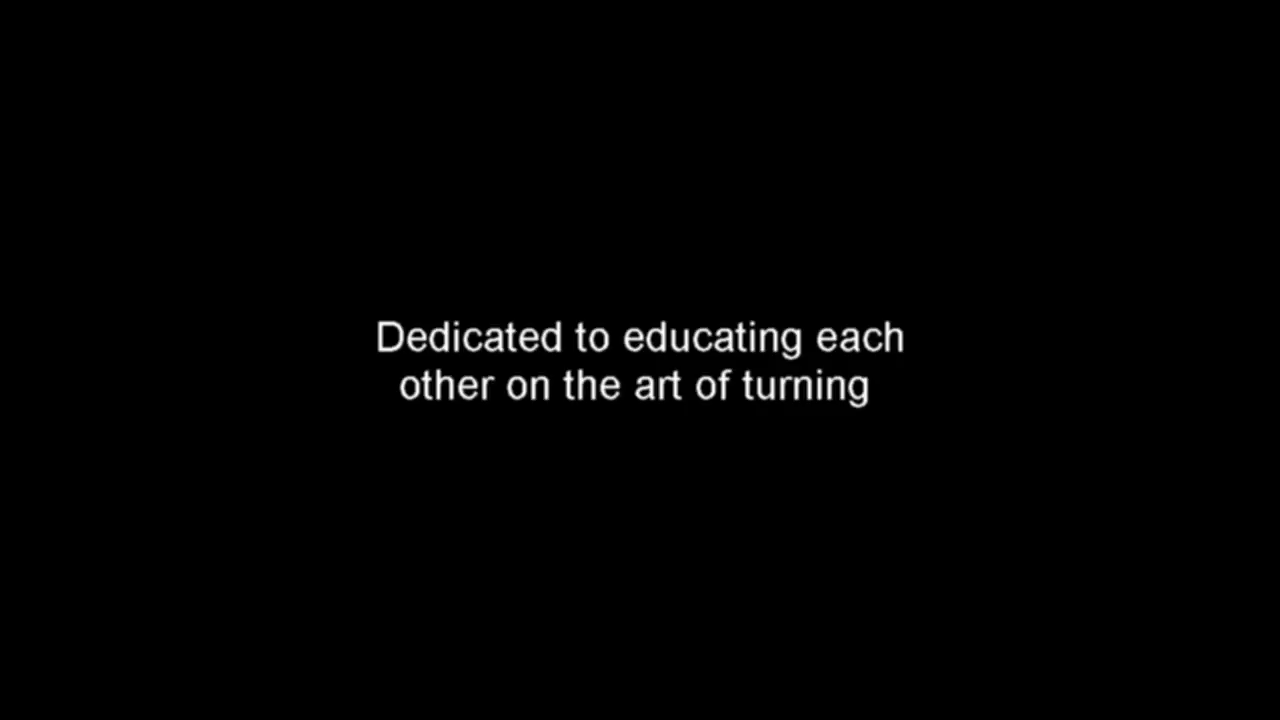 Dedicated to educating each
other on the art of turning